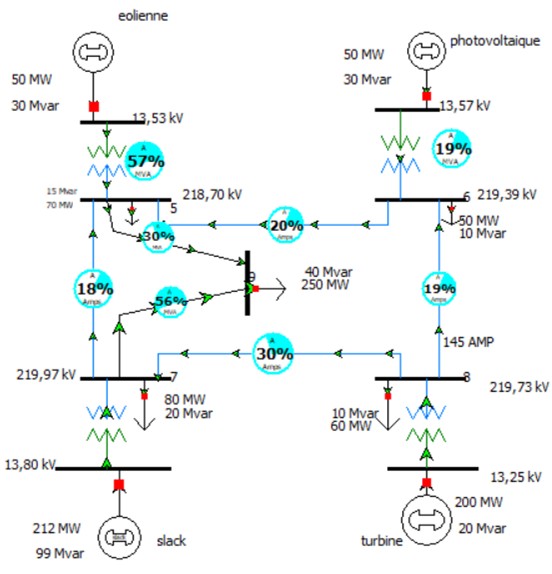 eolienne
photovoltaique
50 MW
30 Mvar
50 MW
30 Mvar
13,53 kV
13,57 kV
A
57%
MVA
A
19%
MVA
15 Mvar
70 MW
218,70 kV
5
6
219,39 kV
50 MW
10 Mvar
A
20%
Amps
A
30%
MVA
9
40 Mvar
250 MW
A
18%
Amps
A
56%
MVA
A
19%
Amps
145 AMP
A
30%
Amps
219,97 kV
7
8
219,73 kV
80 MW
20 Mvar
10 Mvar
60 MW
13,80 kV
13,25 kV
212 MW
99 Mvar
slack
slack
turbine
200 MW
20 Mvar